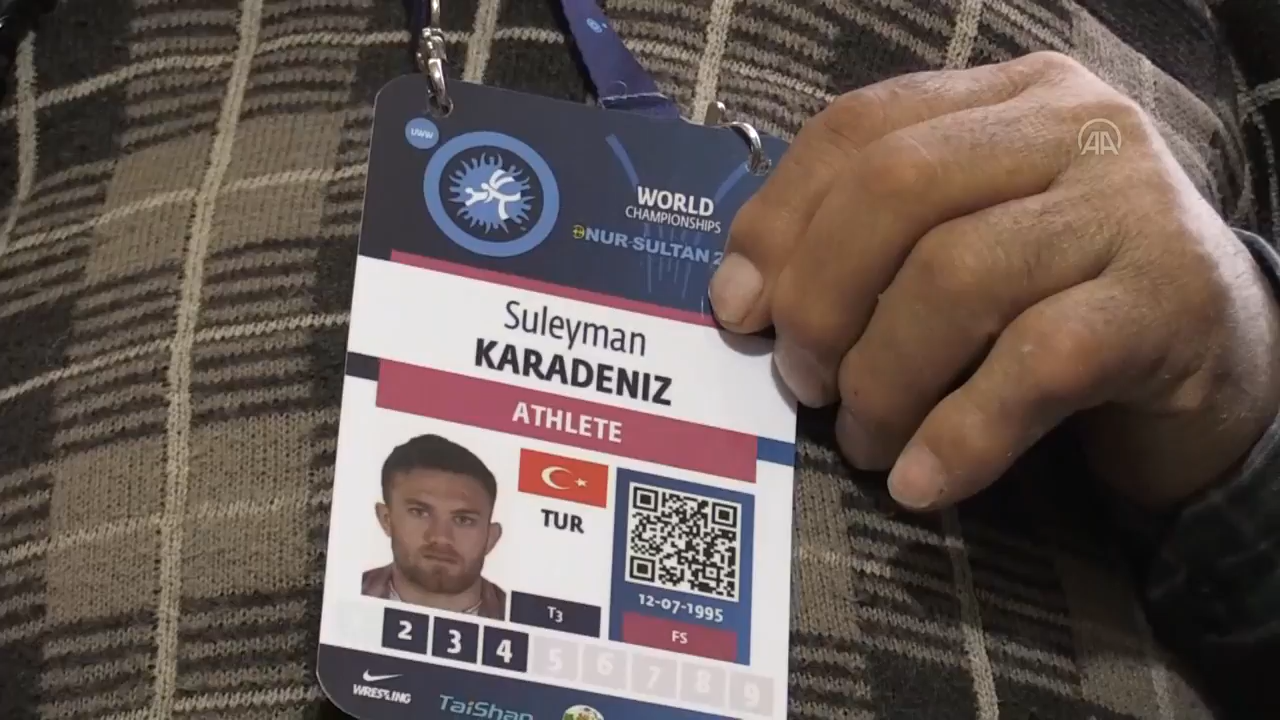 AA
UWW
WORLD
CHAMPIONSHIPS
NUR-SULTAN 2
Suleyman
KARADENIZ
ATHLETE
TUR
12-07-1995
T3
FS
2 3 4 5 6 7 8 9
WRESTLING
TaiShan